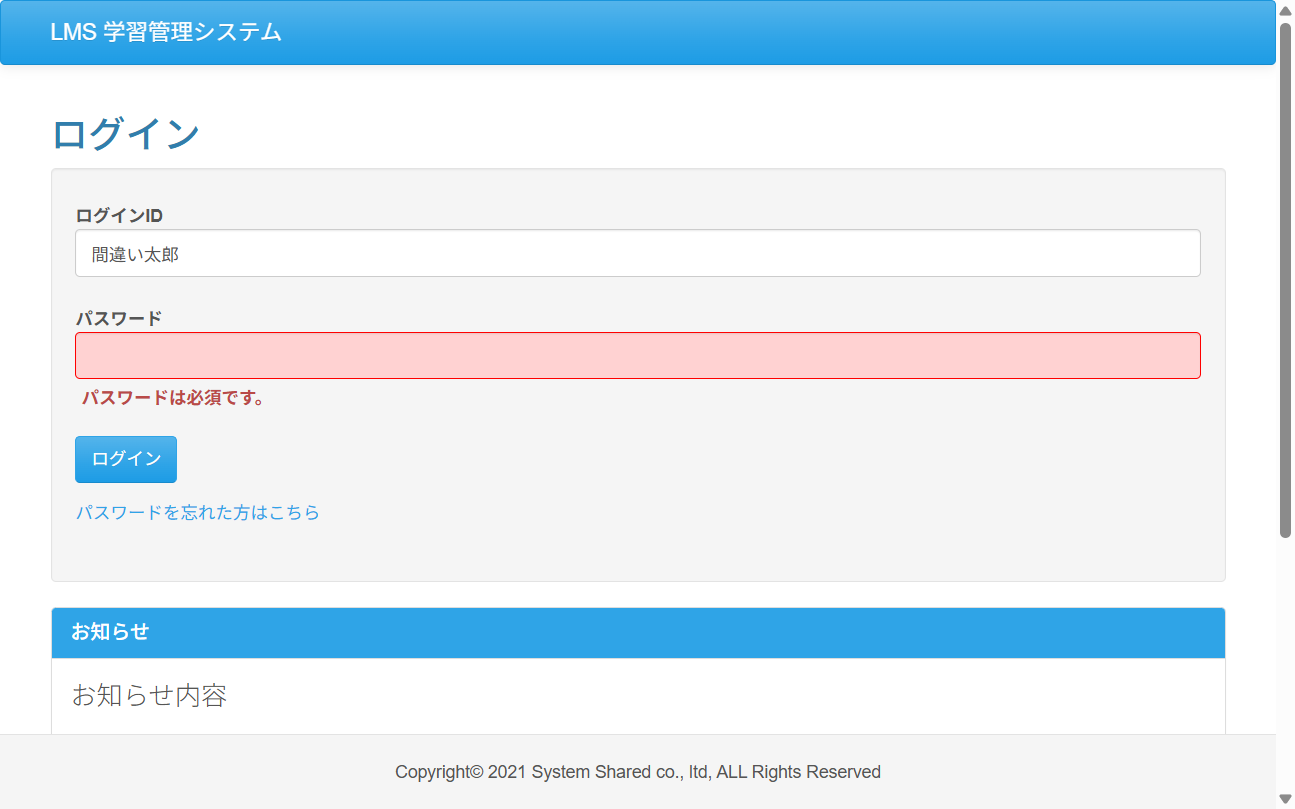 LMS 学習管理システム
ログイン
ログインID
間違い太郎
パスワード
パスワードは必須です。
ログイン
パスワードを忘れた方はこちら
お知らせ
お知らせ内容
Copyright© 2021 System Shared co., ltd, ALL Rights Reserved